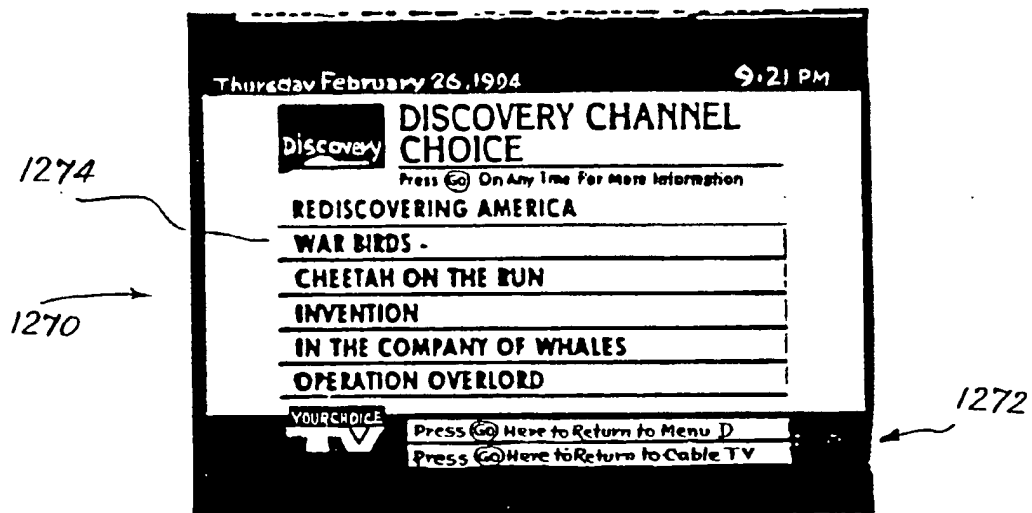 Thursday February 26, 1994 9:21 PM
Discovery
DISCOVERY CHANNEL
CHOICE
Press Go On Any Time For More Information
REDISCOVERING AMERICA
WAR BIRDS -
CHEETAH ON THE RUN
INVENTION
IN THE COMPANY OF WHALES
OPERATION OVERLORD
YOUR CHOICE
TV
Press Go Here to Return to Menu D
Press Go Here to Return to Cable TV
1274
1270
1272